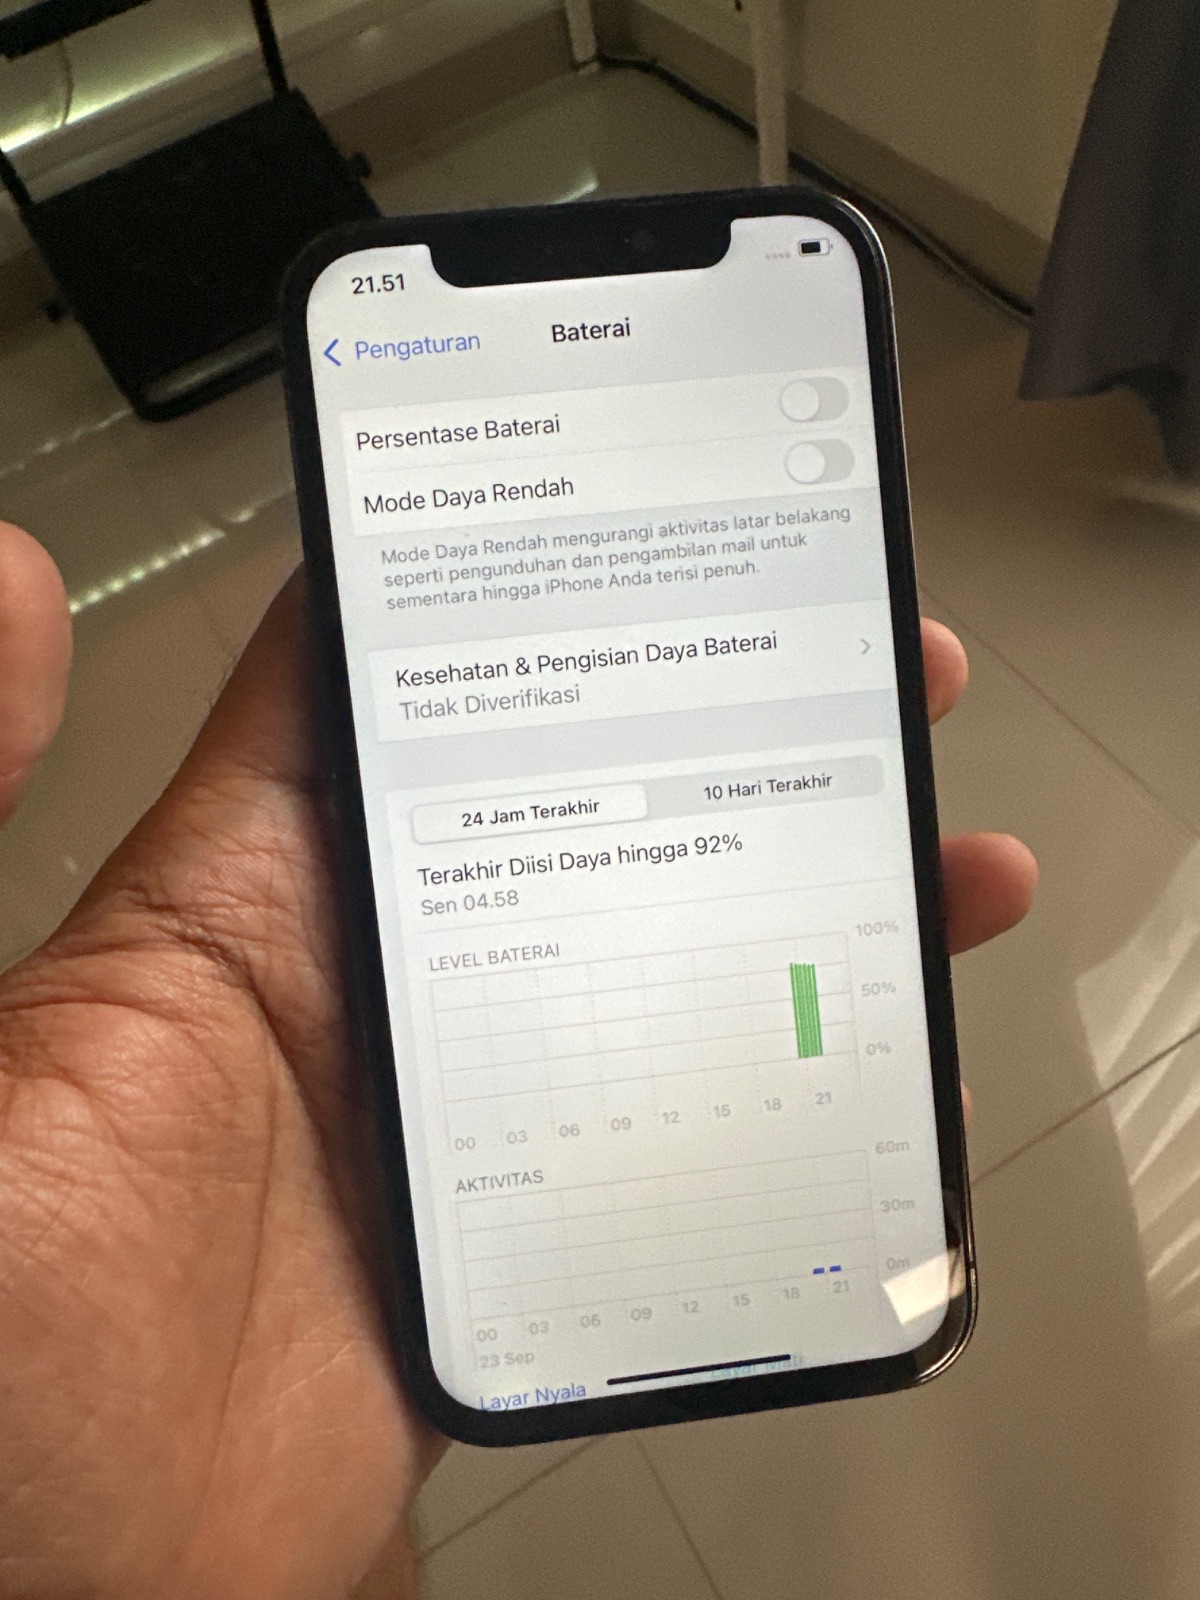 21.51
Pengaturan
Baterai
Persentase Baterai
Mode Daya Rendah
Mode Daya Rendah mengurangi aktivitas latar belakang
seperti pengunduhan dan pengambilan mail untuk
sementara hingga iPhone Anda terisi penuh.
Kesehatan & Pengisian Daya Baterai
Tidak Diverifikasi
24 Jam Terakhir
10 Hari Terakhir
Terakhir Diisi Daya hingga 92%
Sen 04.58
LEVEL BATERAI
100%
50%
0%
00 03 06 09 12 15 18 21
AKTIVITAS
60m
30m
0m
00 03 06 09 12 15 18 21
23 Sep
Layar Nyala
Layar Mati